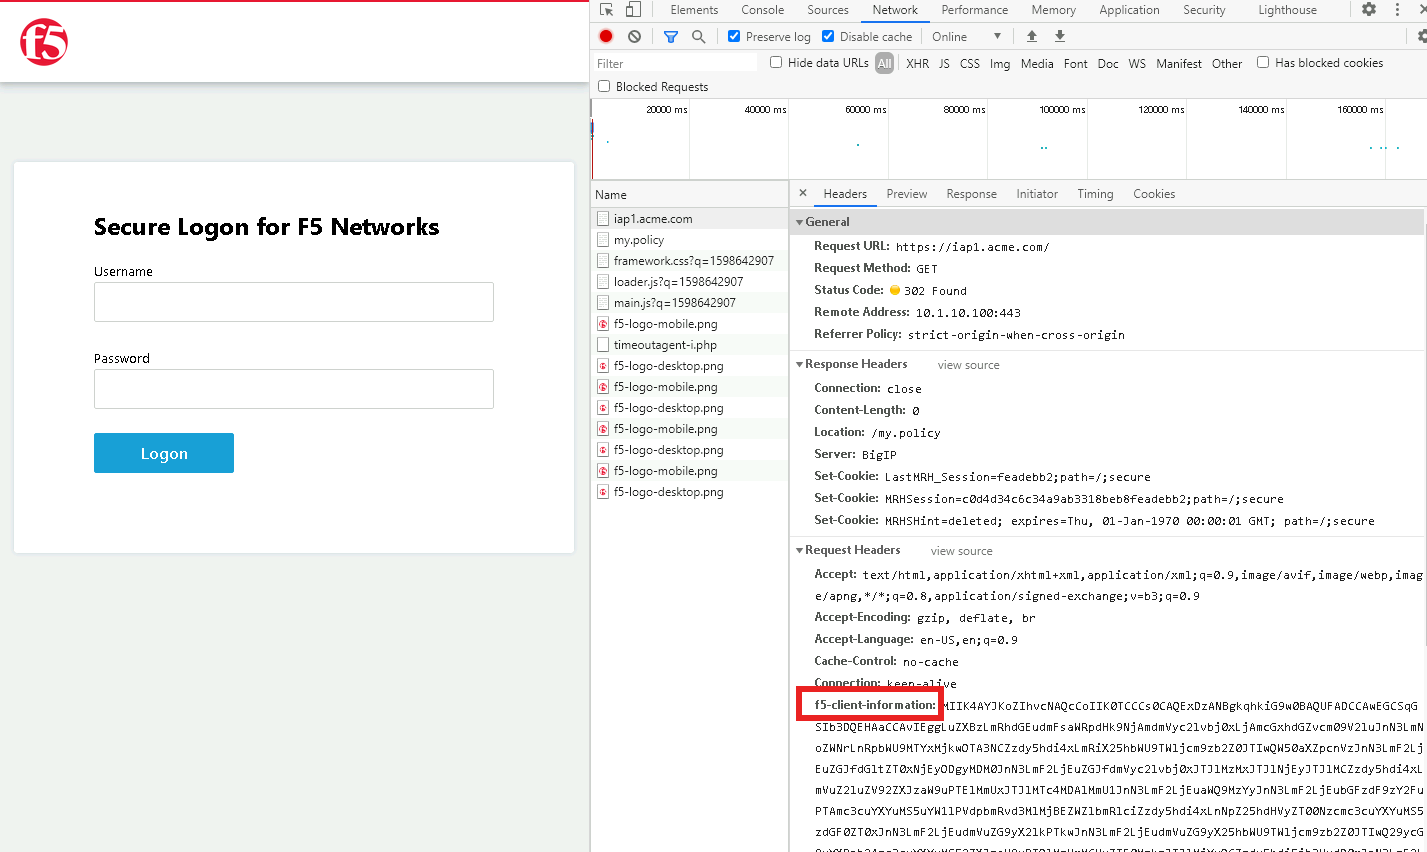 f5
Secure Logon for F5 Networks
Username
Password
Logon
Elements Console Sources Network Performance Memory Application Security Lighthouse
Preserve log Disable cache Online
Filter Hide data URLs All XHR JS CSS Img Media Font Doc WS Manifest Other Has blocked cookies
Blocked Requests
20000 ms 40000 ms 60000 ms 80000 ms 100000 ms 120000 ms 140000 ms 160000 ms
Name
iap1.acme.com
my.policy
framework.css?q=1598642907
loader.js?q=1598642907
main.js?q=1598642907
f5-logo-mobile.png
timeoutagent-i.php
f5-logo-desktop.png
f5-logo-mobile.png
f5-logo-desktop.png
f5-logo-mobile.png
f5-logo-desktop.png
f5-logo-mobile.png
f5-logo-desktop.png
× Headers Preview Response Initiator Timing Cookies
General
Request URL: https://iap1.acme.com/
Request Method: GET
Status Code: 302 Found
Remote Address: 10.1.10.100:443
Referrer Policy: strict-origin-when-cross-origin
Response Headers view source
Connection: close
Content-Length: 0
Location: /my.policy
Server: BigIP
Set-Cookie: LastMRH_Session=feadebb2;path=/;secure
Set-Cookie: MRHSession=c0d4d34c6c34a9ab3318beb8feadebb2;path=/;secure
Set-Cookie: MRHSHint=deleted; expires=Thu, 01-Jan-1970 00:00:01 GMT; path=/;secure
Request Headers view source
Accept: text/html,application/xhtml+xml,application/xml;q=0.9,image/avif,image/webp,imag
e/apng,*/*;q=0.8,application/signed-exchange;v=b3;q=0.9
Accept-Encoding: gzip, deflate, br
Accept-Language: en-US,en;q=0.9
Cache-Control: no-cache
Connection: keep-alive
f5-client-information: